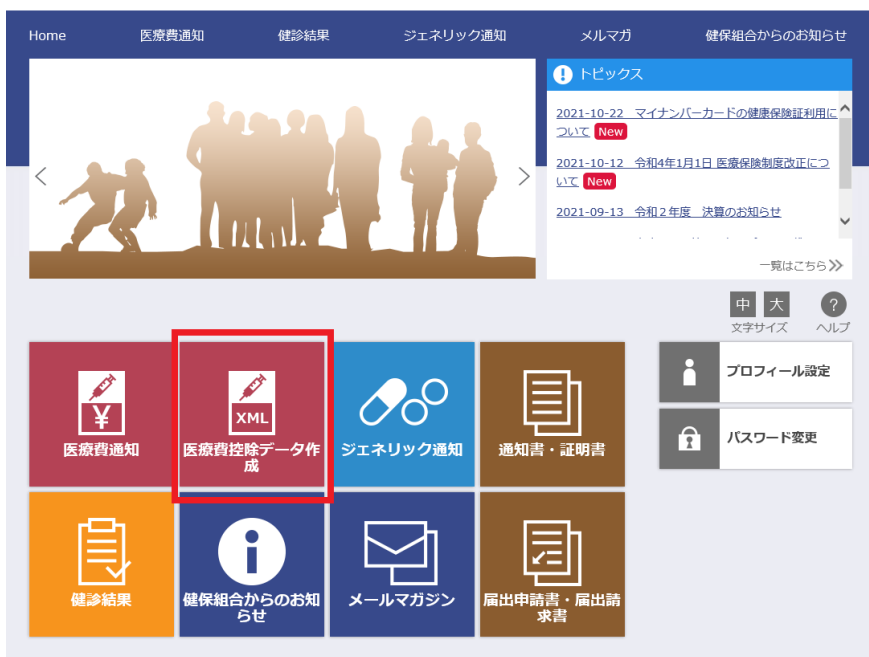 Home 医療費通知 健診結果 ジェネリック通知 メルマガ 健保組合からのお知らせ
トピックス
2021-10-22 マイナンバーカードの健康保険証利用に
ついて New
2021-10-12 令和4年1月1日 医療保険制度改正につ
いて New
2021-09-13 令和２年度 決算のお知らせ
一覧はこちら
中 大 ?
文字サイズ ヘルプ
¥
医療費通知
XML
医療費控除データ作
成
ジェネリック通知
通知書・証明書
プロフィール設定
パスワード変更
健診結果
健保組合からのお知
らせ
メールマガジン
届出申請書・届出請
求書